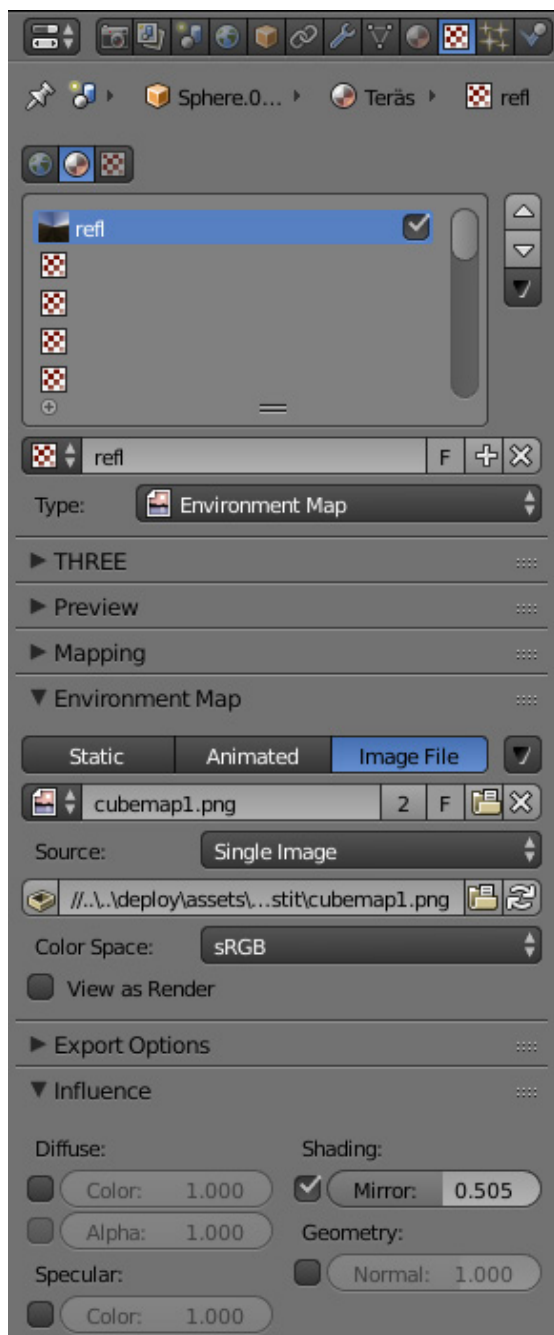 Sphere.0... Teräs refl
refl
refl F
Type: Environment Map
THREE
Preview
Mapping
Environment Map
Static Animated Image File
cubemap1.png 2 F
Source: Single Image
//..\..\deploy\assets\...stit\cubemap1.png
Color Space: sRGB
View as Render
Export Options
Influence
Diffuse: Shading:
Color: 1.000 Mirror: 0.505
Alpha: 1.000 Geometry:
Specular: Normal: 1.000
Color: 1.000